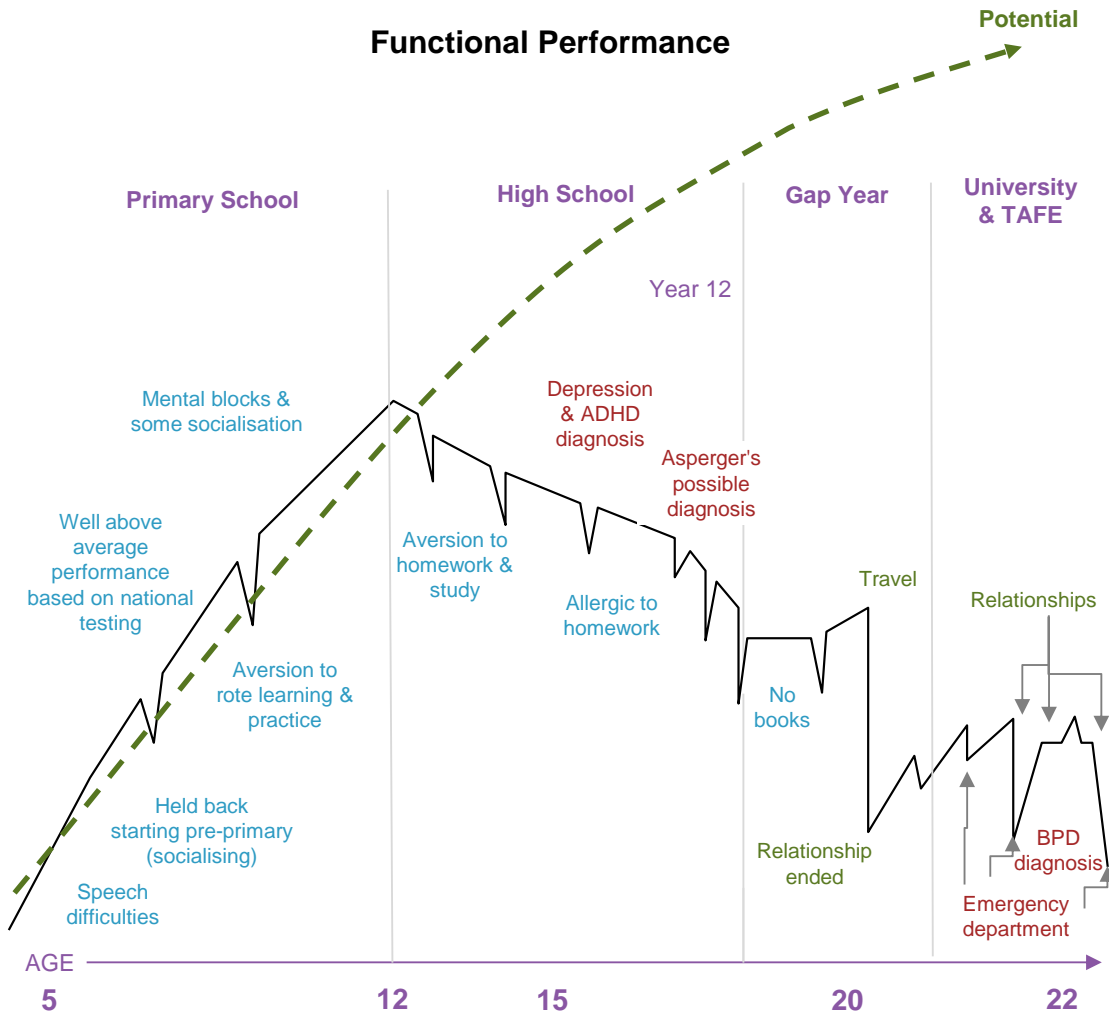 Potential
Functional Performance
Primary School
High School
Gap Year
University
& TAFE
Year 12
Mental blocks &
some socialisation
Depression
& ADHD
diagnosis
Asperger's
possible
diagnosis
Well above
average
performance
based on national
testing
Aversion to
homework &
study
Allergic to
homework
Travel
Relationships
Aversion to
rote learning &
practice
No
books
Held back
starting pre-primary
(socialising)
Relationship
ended
BPD
diagnosis
Speech
difficulties
Emergency
department
AGE
5
12
15
20
22